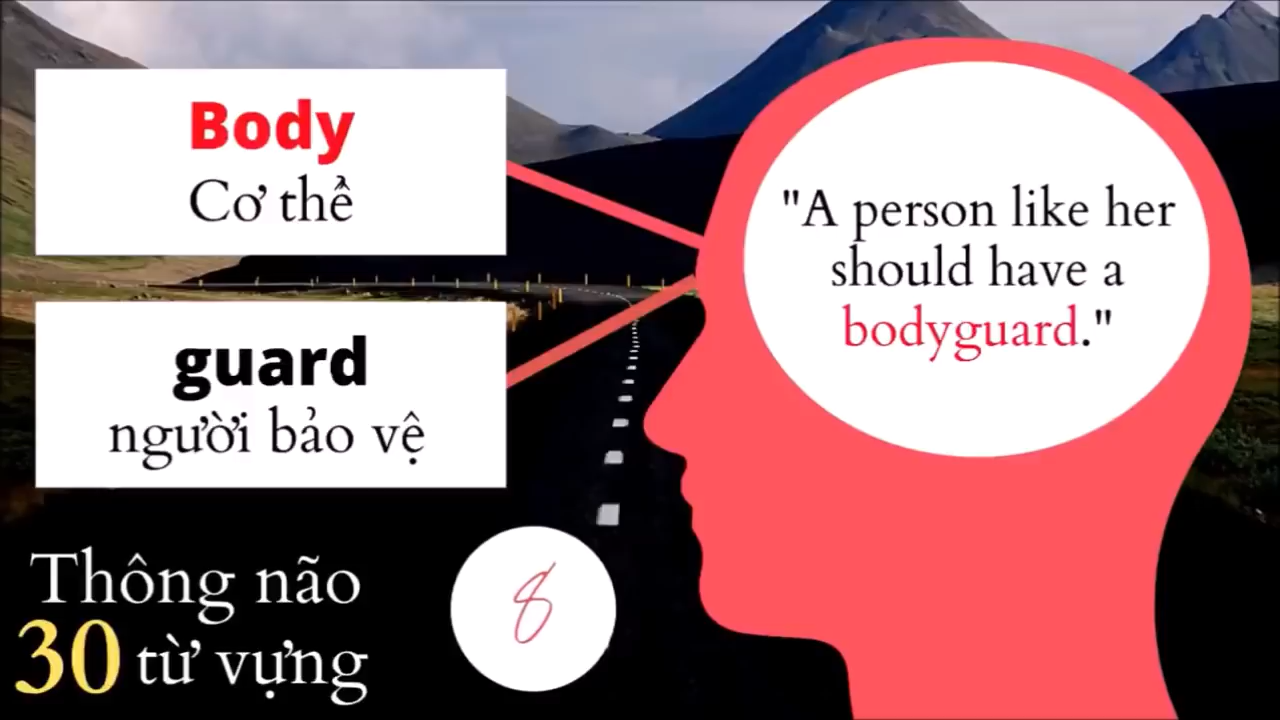 Body
Cơ thể
guard
người bảo vệ
"A person like her
should have a
bodyguard."
Thông não
30 từ vựng
8